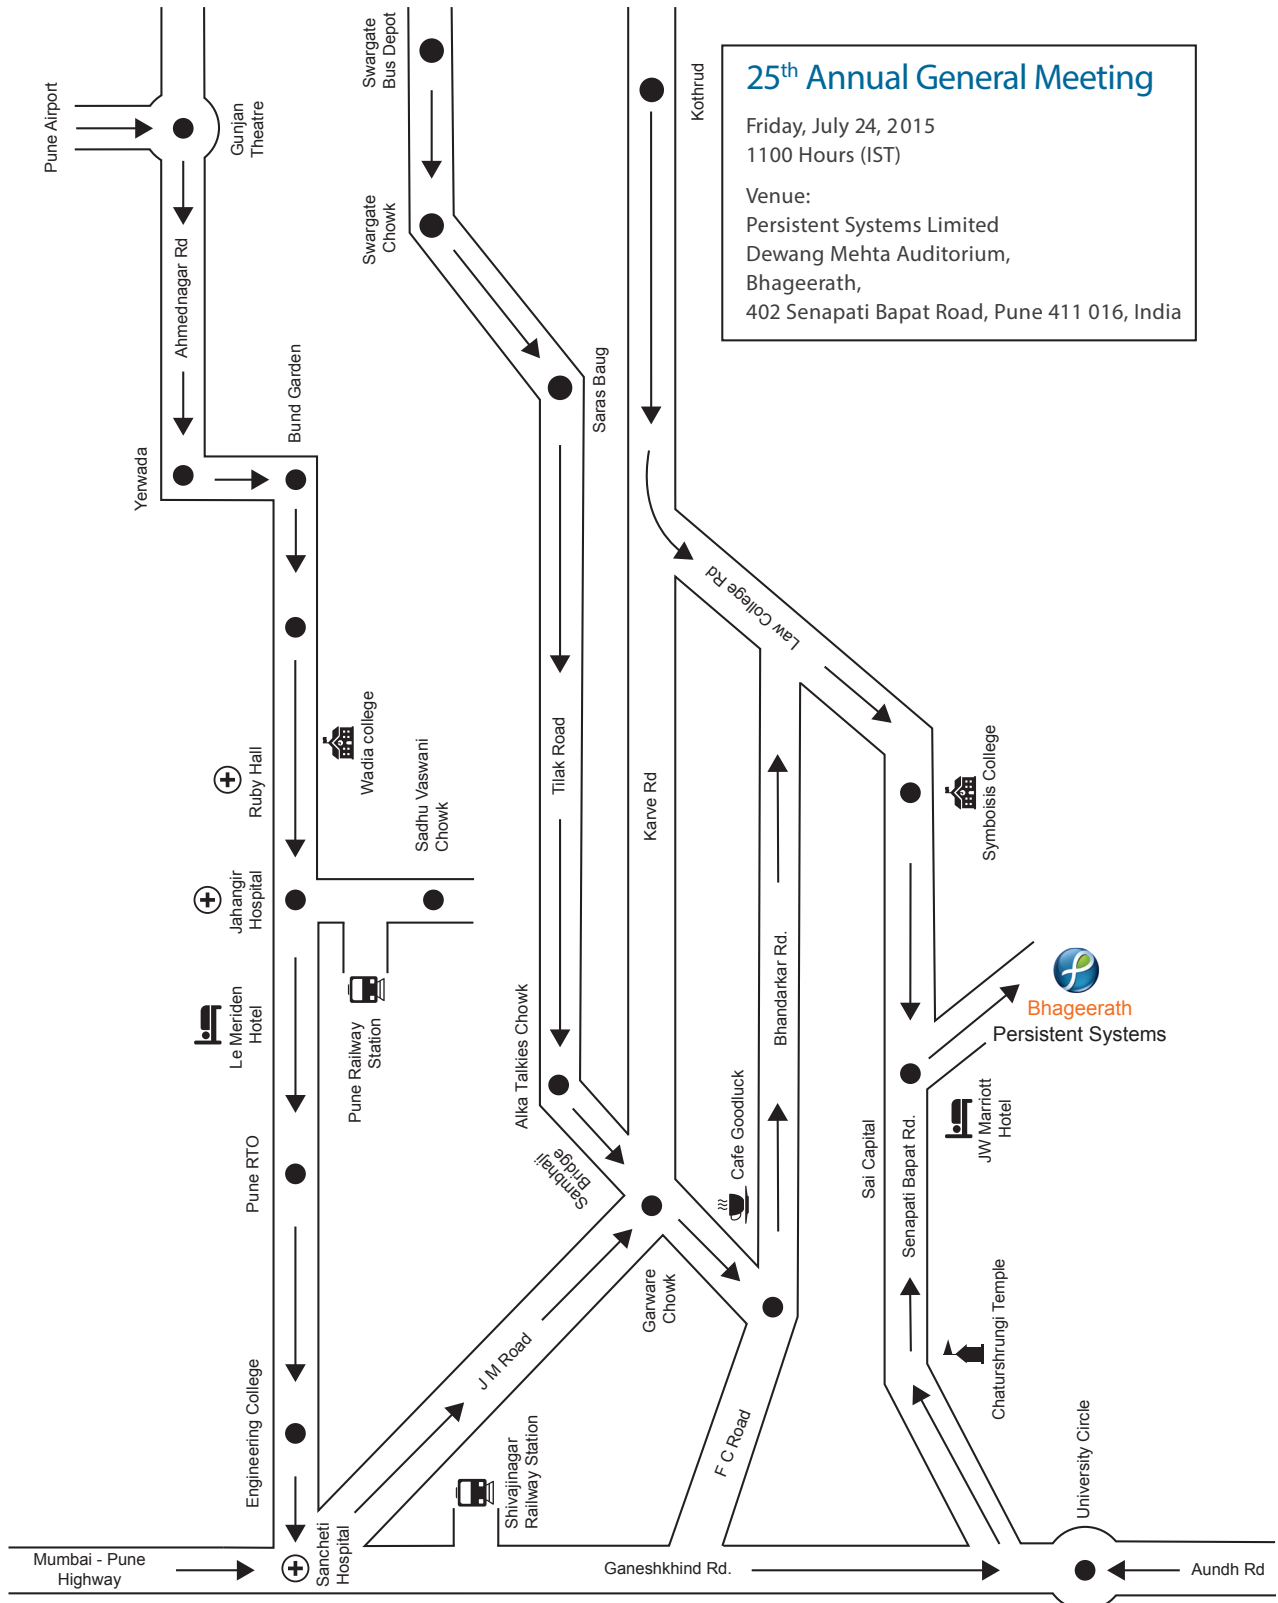 25th Annual General Meeting
Friday, July 24, 2015
1100 Hours (IST)
Venue:
Persistent Systems Limited
Dewang Mehta Auditorium,
Bhageerath,
402 Senapati Bapat Road, Pune 411 016, India
Pune Airport
Gunjan
Theatre
Swargate
Bus Depot
Kothrud
Swargate
Chowk
Ahmednagar Rd
Saras Baug
Bund Garden
Yerwada
Law College Rd
Wadia college
Ruby Hall
Sadhu Vaswani
Chowk
Tilak Road
Karve Rd
Symboisis College
Jahangir
Hospital
Le Meriden
Hotel
Pune Railway
Station
Alka Talkies Chowk
Bhandarkar Rd.
Bhageerath
Persistent Systems
Pune RTO
Sambhaji
Bridge
Cafe Goodluck
Sai Capital
Senapati Bapat Rd.
JW Marriott
Hotel
Garware
Chowk
Chaturshrungi Temple
J M Road
Engineering College
F C Road
Shivajinagar
Railway Station
University Circle
Mumbai - Pune
Highway
Sancheti
Hospital
Ganeshkhind Rd.
Aundh Rd